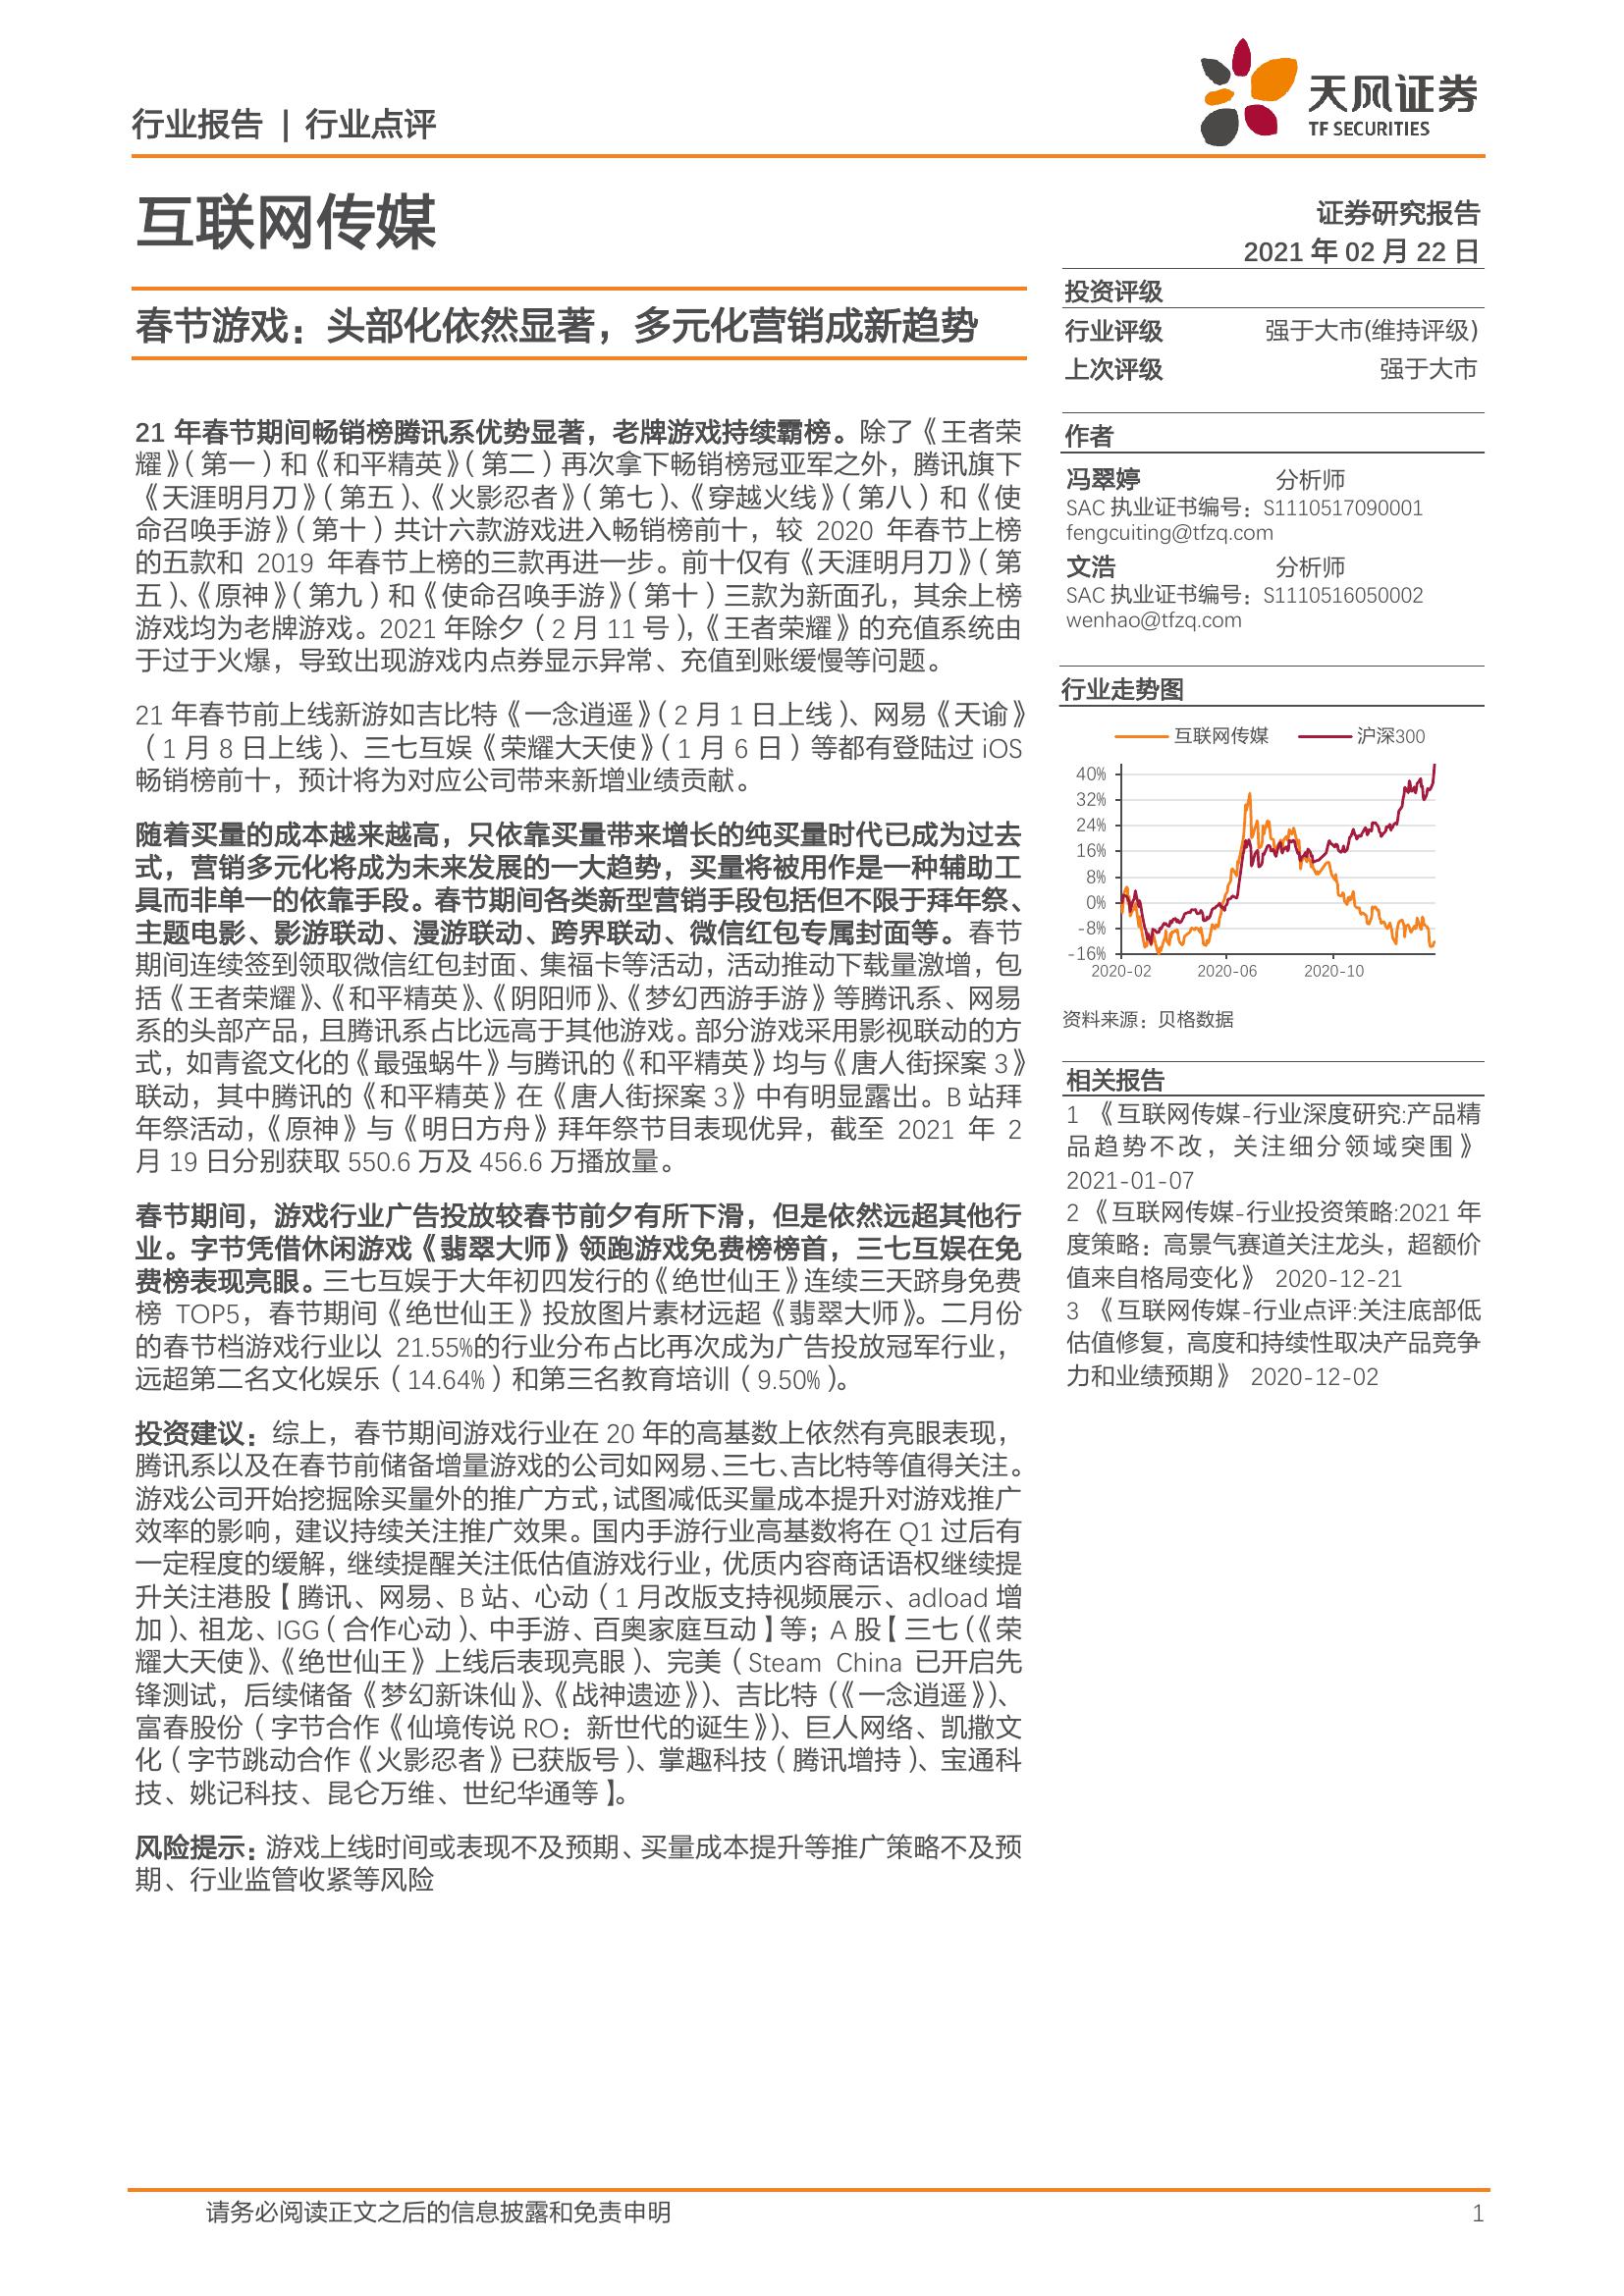 行业报告 | 行业点评
天风证券
TF SECURITIES
互联网传媒
证券研究报告
2021 年 02 月 22 日
春节游戏：头部化依然显著，多元化营销成新趋势
21 年春节期间畅销榜腾讯系优势显著，老牌游戏持续霸榜。除了《王者荣
耀》（第一）和《和平精英》（第二）再次拿下畅销榜冠亚军之外，腾讯旗下
《天涯明月刀》（第五）、《火影忍者》（第七）、《穿越火线》（第八）和《使
命召唤手游》（第十）共计六款游戏进入畅销榜前十，较 2020 年春节上榜
的五款和 2019 年春节上榜的三款再进一步。前十仅有《天涯明月刀》（第
五）、《原神》（第九）和《使命召唤手游》（第十）三款为新面孔，其余上榜
游戏均为老牌游戏。2021 年除夕（2 月 11 号），《王者荣耀》的充值系统由
于过于火爆，导致出现游戏内点券显示异常、充值到账缓慢等问题。
21 年春节前上线新游如吉比特《一念逍遥》（2 月 1 日上线）、网易《天谕》
（1 月 8 日上线）、三七互娱《荣耀大天使》（1 月 6 日）等都有登陆过 iOS
畅销榜前十，预计将为对应公司带来新增业绩贡献。
随着买量的成本越来越高，只依靠买量带来增长的纯买量时代已成为过去
式，营销多元化将成为未来发展的一大趋势，买量将被用作是一种辅助工
具而非单一的依靠手段。春节期间各类新型营销手段包括但不限于拜年祭、
主题电影、影游联动、漫游联动、跨界联动、微信红包专属封面等。春节
期间连续签到领取微信红包封面、集福卡等活动，活动推动下载量激增，包
括《王者荣耀》、《和平精英》、《阴阳师》、《梦幻西游手游》等腾讯系、网易
系的头部产品，且腾讯系占比远高于其他游戏。部分游戏采用影视联动的方
式，如青瓷文化的《最强蜗牛》与腾讯的《和平精英》均与《唐人街探案 3》
联动，其中腾讯的《和平精英》在《唐人街探案 3》中有明显露出。B 站拜
年祭活动，《原神》与《明日方舟》拜年祭节目表现优异，截至 2021 年 2
月 19 日分别获取 550.6 万及 456.6 万播放量。
春节期间，游戏行业广告投放较春节前夕有所下滑，但是依然远超其他行
业。字节凭借休闲游戏《翡翠大师》领跑游戏免费榜榜首，三七互娱在免
费榜表现亮眼。三七互娱于大年初四发行的《绝世仙王》连续三天跻身免费
榜 TOP5，春节期间《绝世仙王》投放图片素材远超《翡翠大师》。二月份
的春节档游戏行业以 21.55%的行业分布占比再次成为广告投放冠军行业，
远超第二名文化娱乐（14.64%）和第三名教育培训（9.50%）。
投资建议：综上，春节期间游戏行业在 20 年的高基数上依然有亮眼表现，
腾讯系以及在春节前储备增量游戏的公司如网易、三七、吉比特等值得关注。
游戏公司开始挖掘除买量外的推广方式，试图减低买量成本提升对游戏推广
效率的影响，建议持续关注推广效果。国内手游行业高基数将在 Q1 过后有
一定程度的缓解，继续提醒关注低估值游戏行业，优质内容商话语权继续提
升关注港股【腾讯、网易、B 站、心动（1 月改版支持视频展示、adload 增
加）、祖龙、IGG（合作心动）、中手游、百奥家庭互动】等；A 股【三七（《荣
耀大天使》、《绝世仙王》上线后表现亮眼）、完美（Steam China 已开启先
锋测试，后续储备《梦幻新诛仙》、《战神遗迹》）、吉比特（《一念逍遥》）、
富春股份（字节合作《仙境传说 RO：新世代的诞生》）、巨人网络、凯撒文
化（字节跳动合作《火影忍者》已获版号）、掌趣科技（腾讯增持）、宝通科
技、姚记科技、昆仑万维、世纪华通等】。
风险提示：游戏上线时间或表现不及预期、买量成本提升等推广策略不及预
期、行业监管收紧等风险
投资评级
行业评级 强于大市(维持评级)
上次评级 强于大市
作者
冯翠婷 分析师
SAC 执业证书编号：S1110517090001
fengcuiting@tfzq.com
文浩 分析师
SAC 执业证书编号：S1110516050002
wenhao@tfzq.com
行业走势图
互联网传媒 沪深300
40%
32%
24%
16%
8%
0%
-8%
-16%
2020-02 2020-06 2020-10
资料来源：贝格数据
相关报告
1 《互联网传媒-行业深度研究:产品精
品趋势不改，关注细分领域突围》
2021-01-07
2 《互联网传媒-行业投资策略:2021 年
度策略：高景气赛道关注龙头，超额价
值来自格局变化》 2020-12-21
3 《互联网传媒-行业点评:关注底部低
估值修复，高度和持续性取决产品竞争
力和业绩预期》 2020-12-02
请务必阅读正文之后的信息披露和免责申明 1